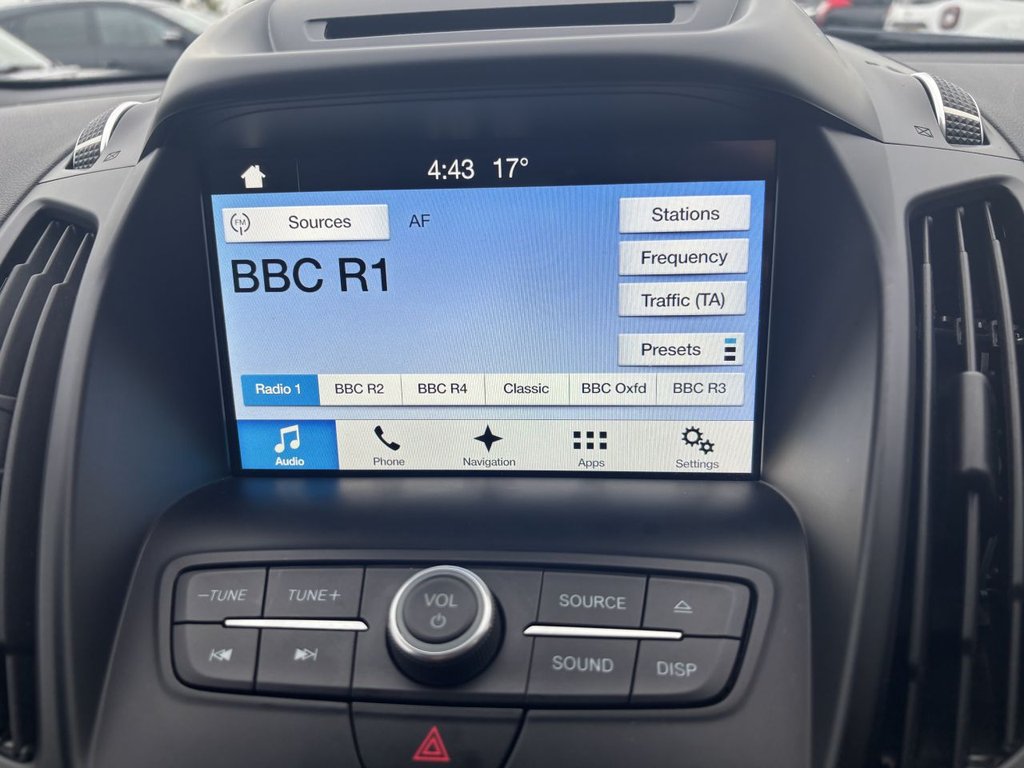 4:43 17°
FM Sources AF Stations
BBC R1
Frequency
Traffic (TA)
Presets
Radio 1 BBC R2 BBC R4 Classic BBC Oxfd BBC R3
Audio Phone Navigation Apps Settings
-TUNE TUNE+ VOL SOURCE
SOUND DISP